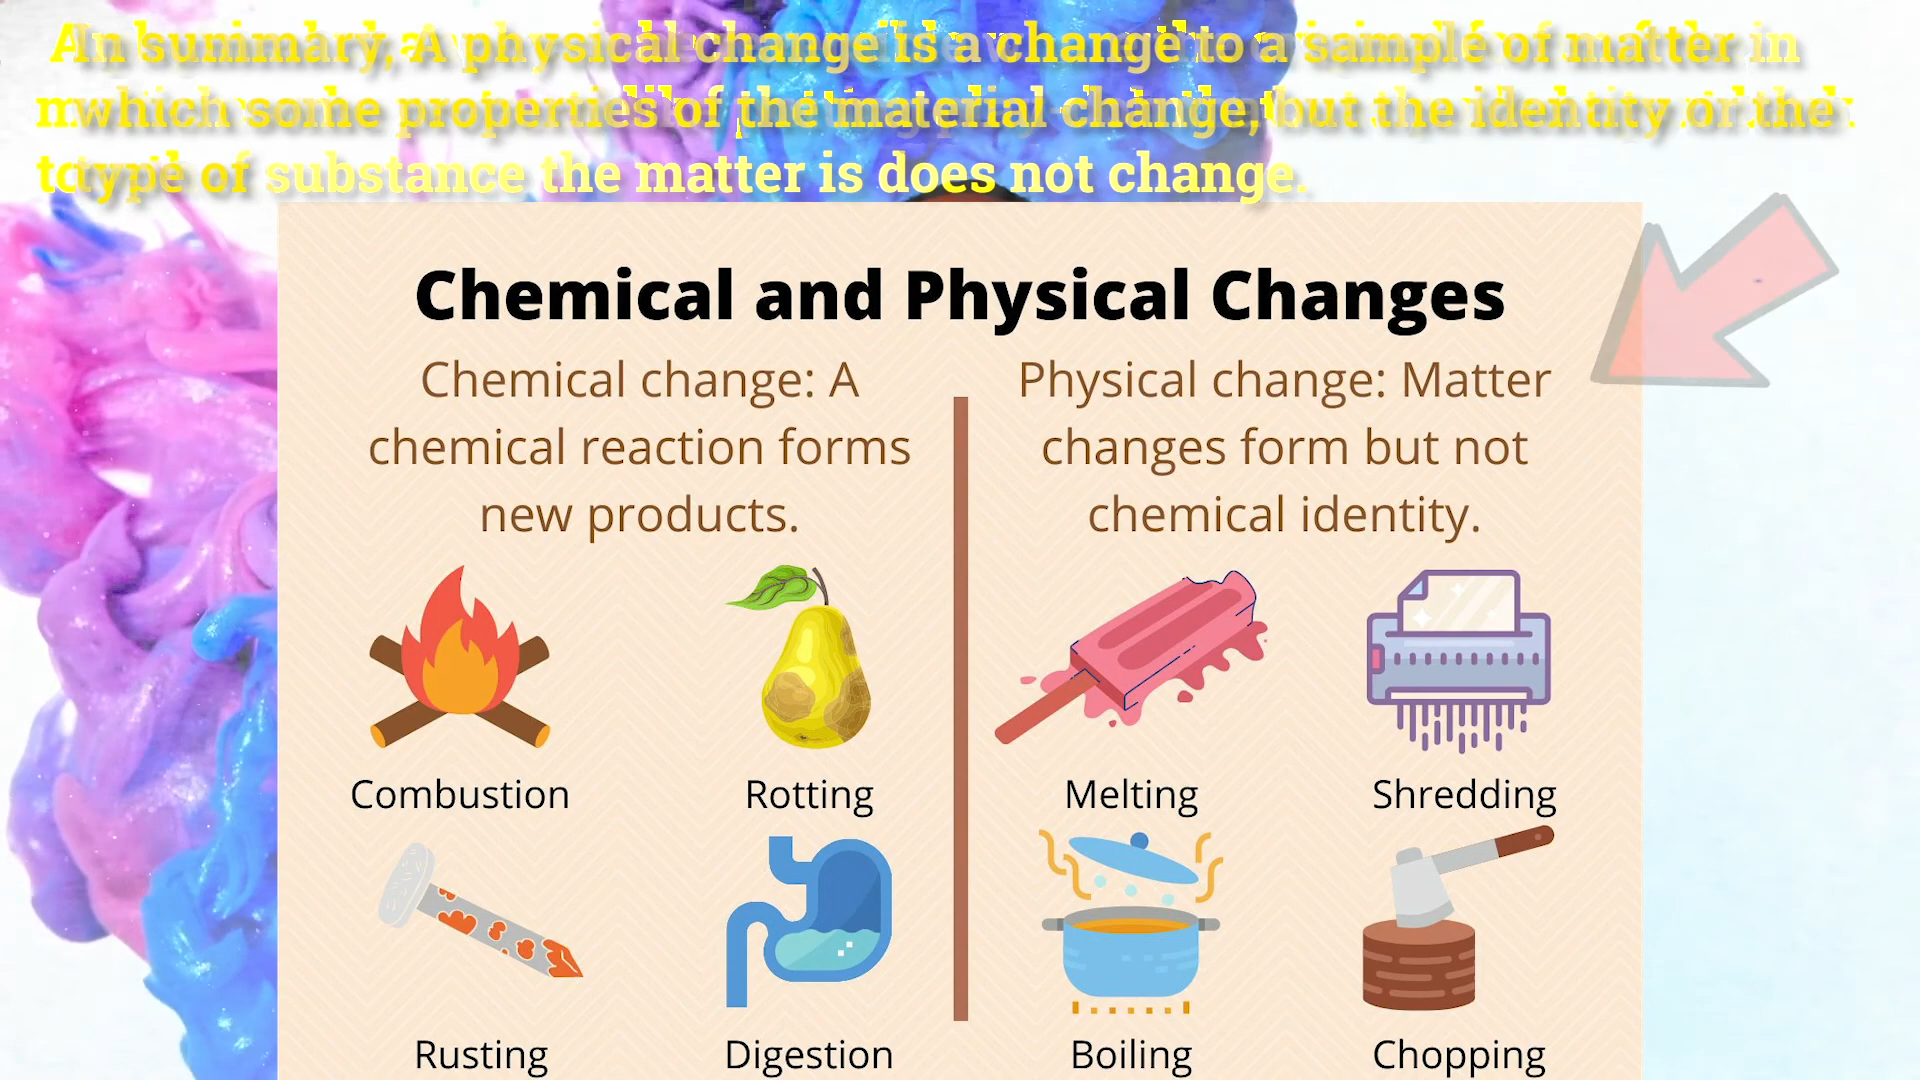 In summary, A physical change is a change to a sample of matter in
which some properties of the material change, but the identity or the
type of substance the matter is does not change.
Chemical and Physical Changes
Chemical change: A
chemical reaction forms
new products.
Physical change: Matter
changes form but not
chemical identity.
Combustion
Rotting
Melting
Shredding
Rusting
Digestion
Boiling
Chopping